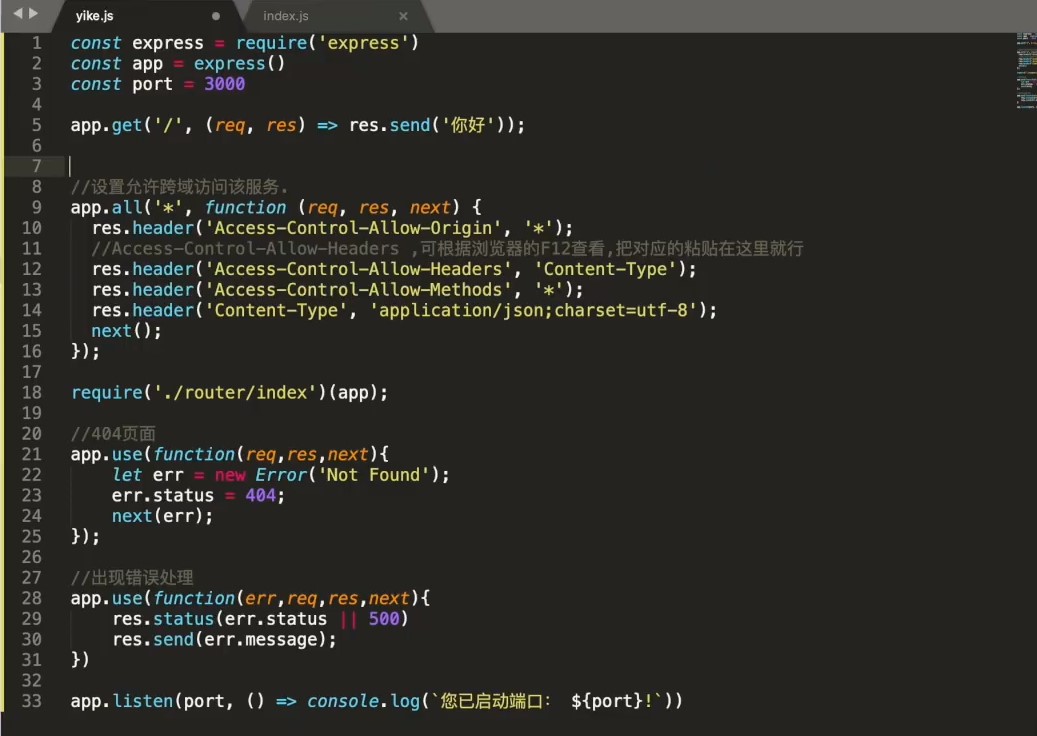 yike.js
index.js
1 const express = require('express')
2 const app = express()
3 const port = 3000
4
5 app.get('/', (req, res) => res.send('你好'));
6
7
8 //设置允许跨域访问该服务.
9 app.all('*', function (req, res, next) {
10   res.header('Access-Control-Allow-Origin', '*');
11   //Access-Control-Allow-Headers ,可根据浏览器的F12查看,把对应的粘贴在这里就行
12   res.header('Access-Control-Allow-Headers', 'Content-Type');
13   res.header('Access-Control-Allow-Methods', '*');
14   res.header('Content-Type', 'application/json;charset=utf-8');
15   next();
16 });
17
18 require('./router/index')(app);
19
20 //404页面
21 app.use(function(req,res,next){
22     let err = new Error('Not Found');
23     err.status = 404;
24     next(err);
25 });
26
27 //出现错误处理
28 app.use(function(err,req,res,next){
29     res.status(err.status || 500)
30     res.send(err.message);
31 })
32
33 app.listen(port, () => console.log(`您已启动端口： ${port}!`))